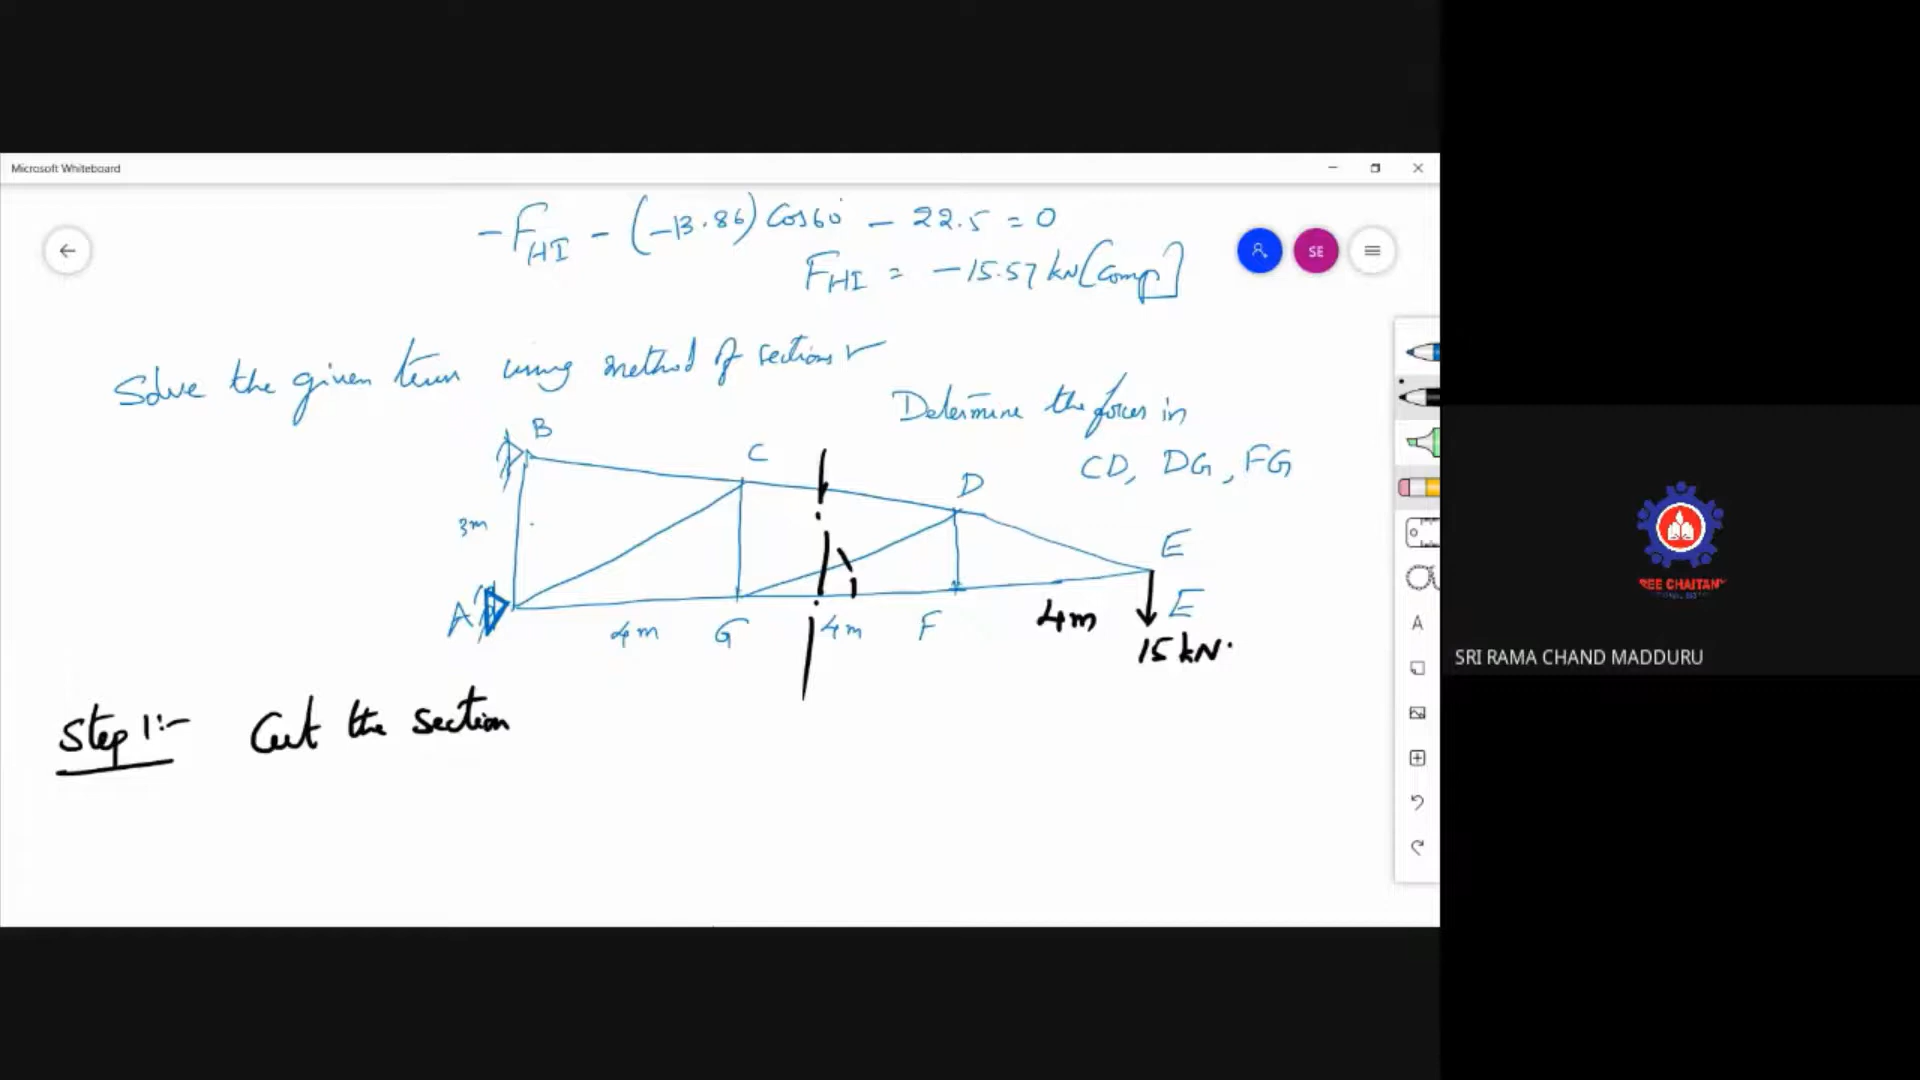 Microsoft Whiteboard
-F_HI - (-13.86) Cos60° - 22.5 = 0
F_HI = -15.57 kN [Comp]
SE
Solve the given truss using method of sections
Determine the forces in
CD, DG, FG
B
C
D
3m
E
A
4m
G
4m
F
4m
E
15 kN.
Step 1:- Cut the section
A
REE CHAITANY
SRI RAMA CHAND MADDURU